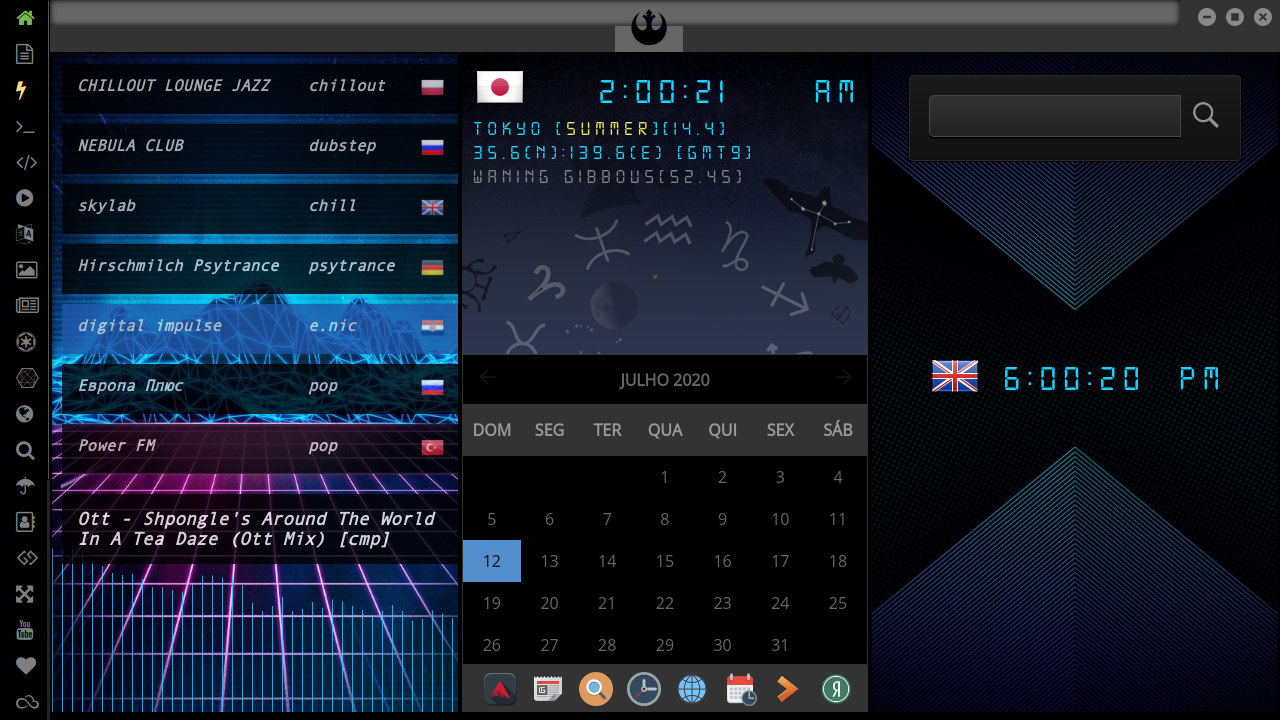 CHILLOUT LOUNGE JAZZ chillout
NEBULA CLUB dubstep
skylab chill
Hirschmilch Psytrance psytrance
digital impulse e.nic
Европа Плюс pop
Power FM pop
Ott - Shpongle's Around The World
In A Tea Daze (Ott Mix) [cmp]
2:00:21 AM
TOKYO [SUMMER][14.4]
35.6(N):139.6(E) [GMT9]
WANING GIBBOUS[52.45]
JULHO 2020
DOM SEG TER QUA QUI SEX SÁB
1 2 3 4
5 6 7 8 9 10 11
12 13 14 15 16 17 18
19 20 21 22 23 24 25
26 27 28 29 30 31
6:00:20 PM
You
Tube
Я